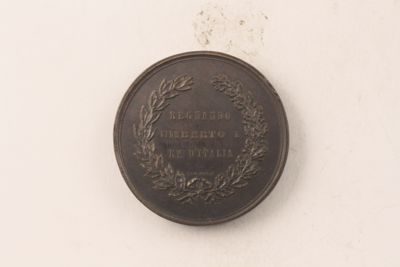 REGNANDO
UMBERTO I
RE D'ITALIA